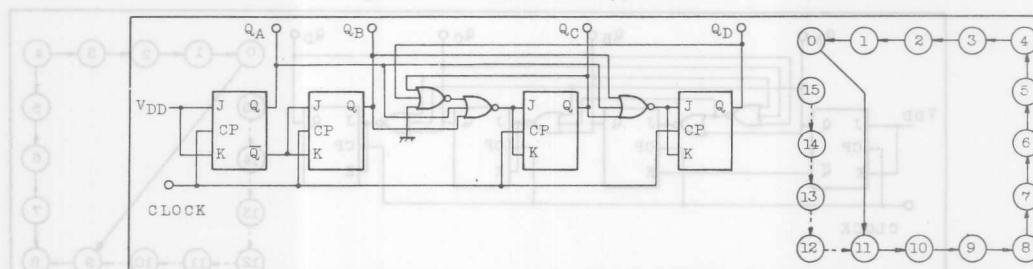 QA QB QC QD
VDD J Q J Q J Q J Q
CP CP CP CP
K Q̅ K K K
CLOCK
0 1 2 3 4
15 5
14 6
13 7
12 11 10 9 8